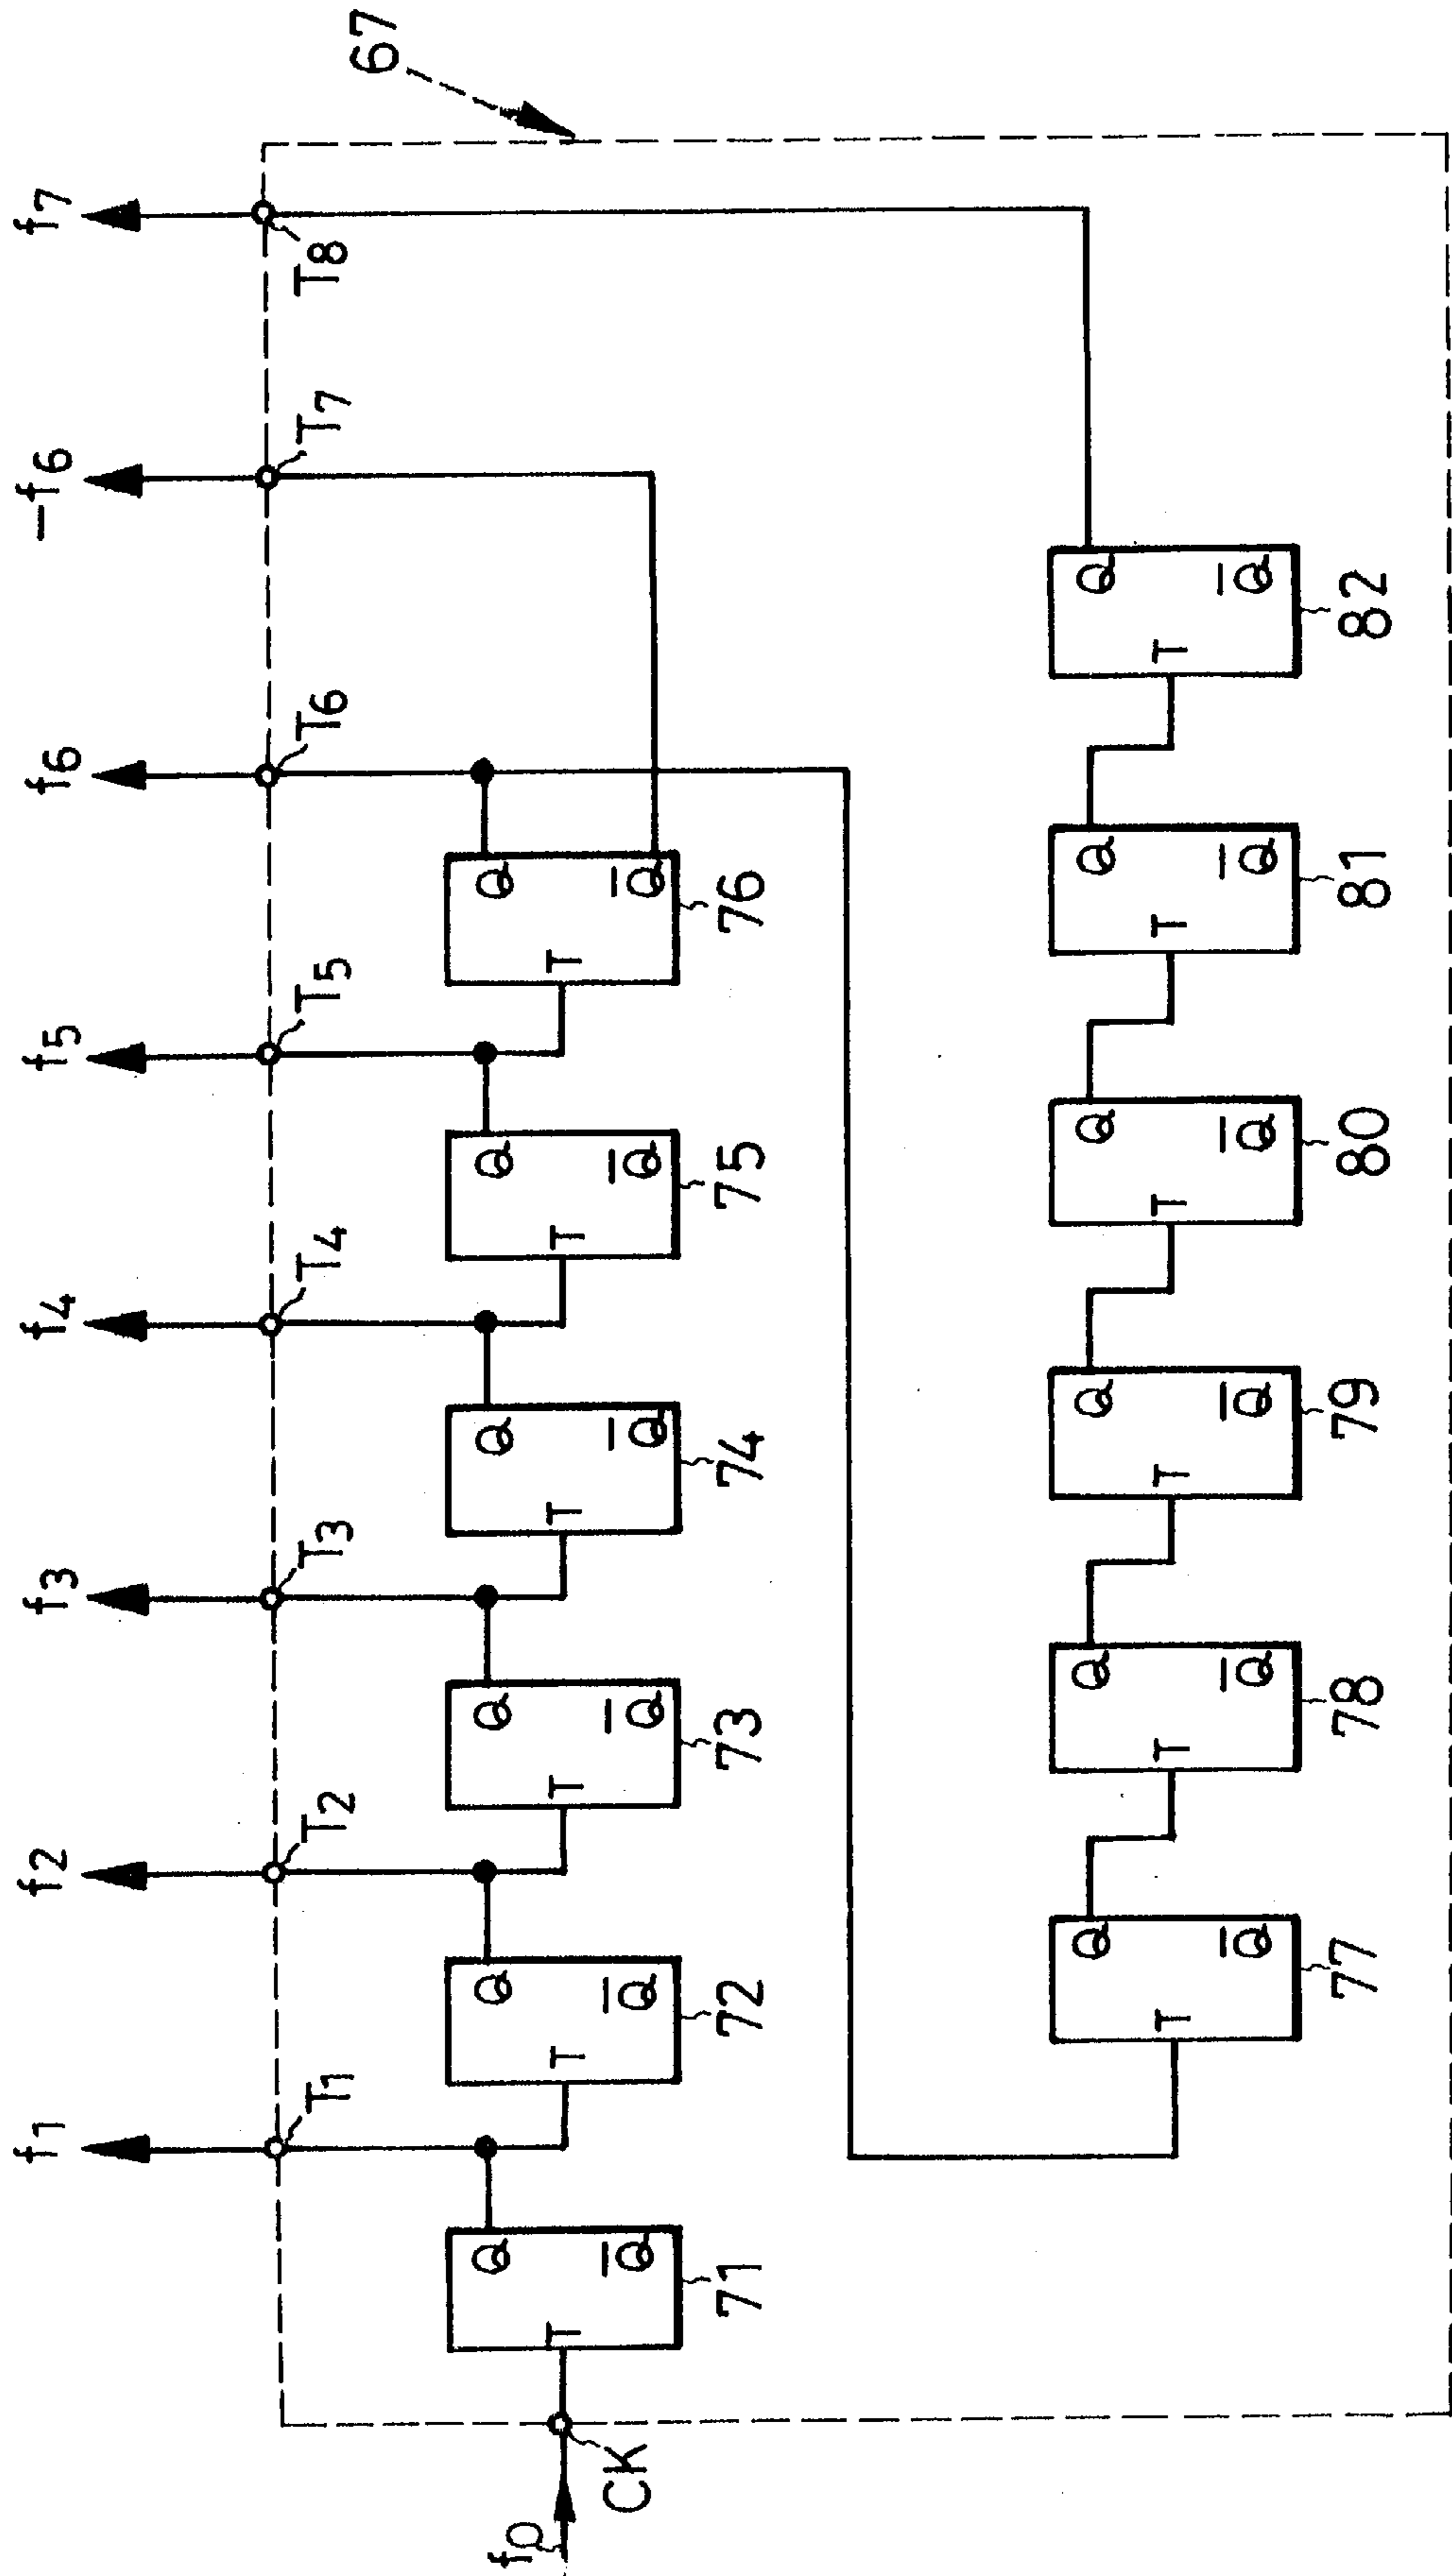 f1 f2 f3 f4 f5 f6 –f6 f7
67
T1 T2 T3 T4 T5 T6 T7 T8
Q Q Q Q Q Q
T T T T T T
Q̅ Q̅ Q̅ Q̅ Q̅ Q̅
f0
CK
71 72 73 74 75 76
Q Q Q Q Q Q
T T T T T T
Q̅ Q̅ Q̅ Q̅ Q̅ Q̅
77 78 79 80 81 82